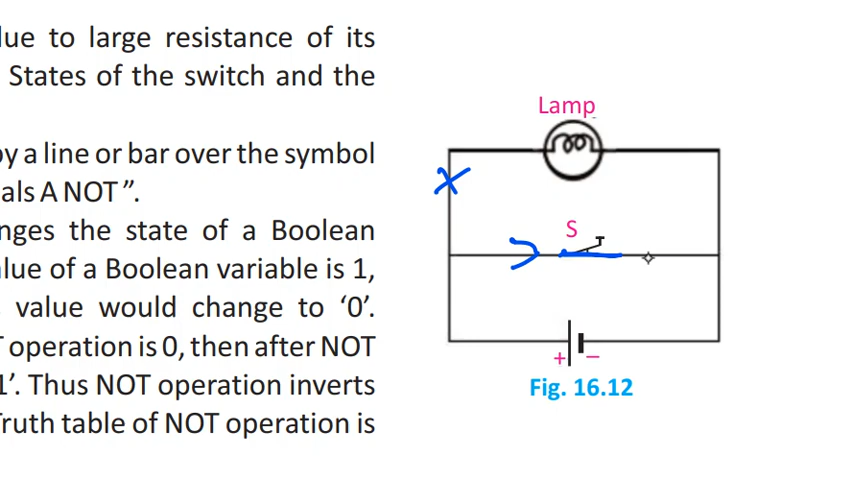 due to large resistance of its
States of the switch and the
by a line or bar over the symbol
als A NOT ”.
nges the state of a Boolean
alue of a Boolean variable is 1,
value would change to ‘0’.
operation is 0, then after NOT
1’. Thus NOT operation inverts
Truth table of NOT operation is
Lamp
S
+ −
Fig. 16.12